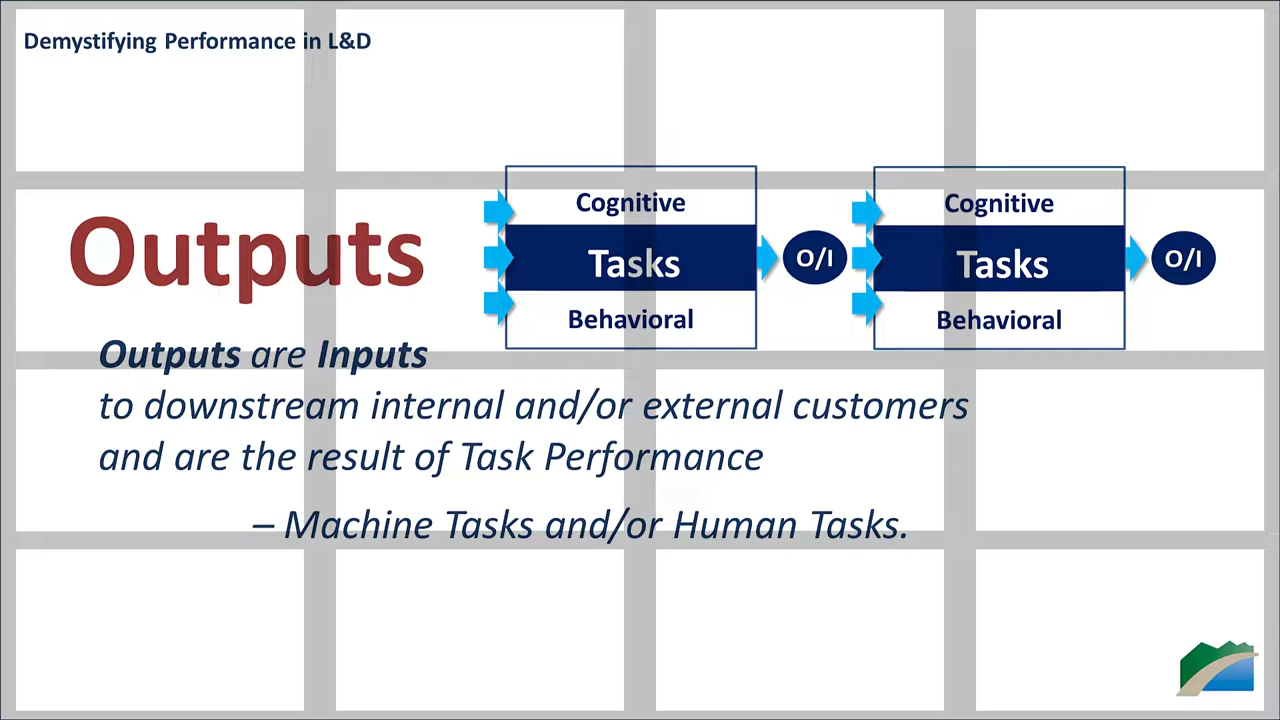 Demystifying Performance in L&D
Outputs
Cognitive
Tasks
Behavioral
O/I
Cognitive
Tasks
Behavioral
O/I
Outputs are Inputs
to downstream internal and/or external customers
and are the result of Task Performance
– Machine Tasks and/or Human Tasks.